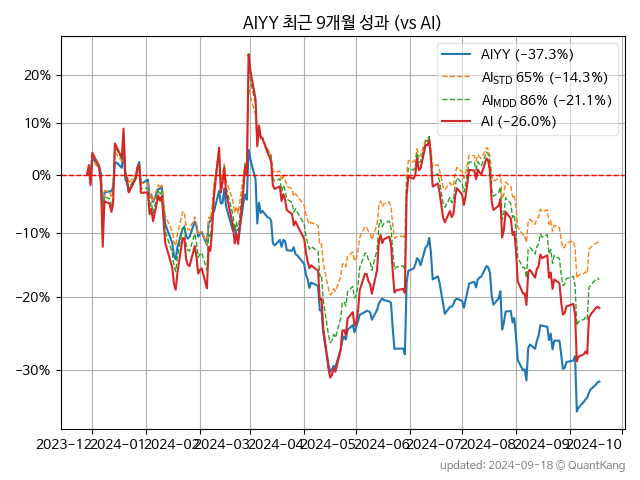 AIYY 최근 9개월 성과 (vs AI)
AIYY (−37.3%)
AI_STD 65% (−14.3%)
AI_MDD 86% (−21.1%)
AI (−26.0%)
20%
10%
0%
−10%
−20%
−30%
2023-12 2024-01 2024-02 2024-03 2024-04 2024-05 2024-06 2024-07 2024-08 2024-09 2024-10
updated: 2024-09-18 @ QuantKang